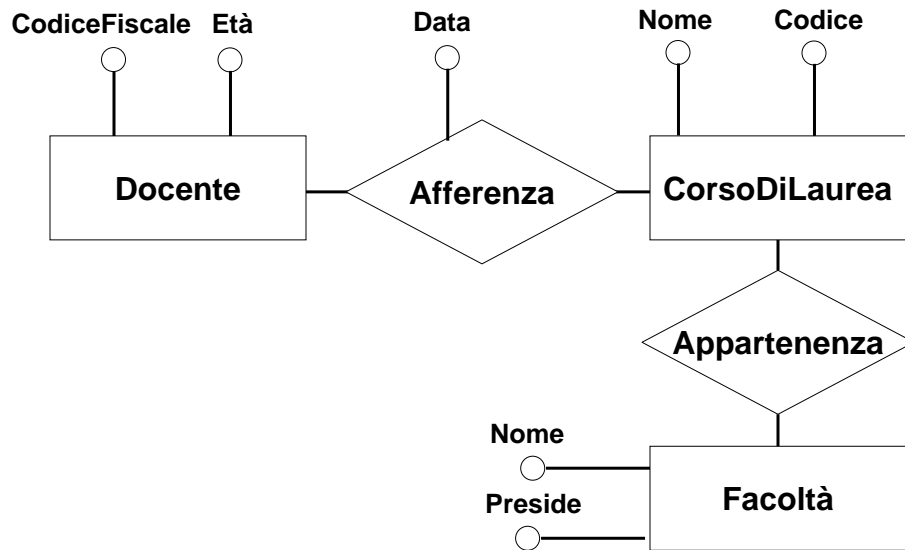 CodiceFiscale Età Data Nome Codice
Docente Afferenza CorsoDiLaurea
Appartenenza
Nome
Preside
Facoltà